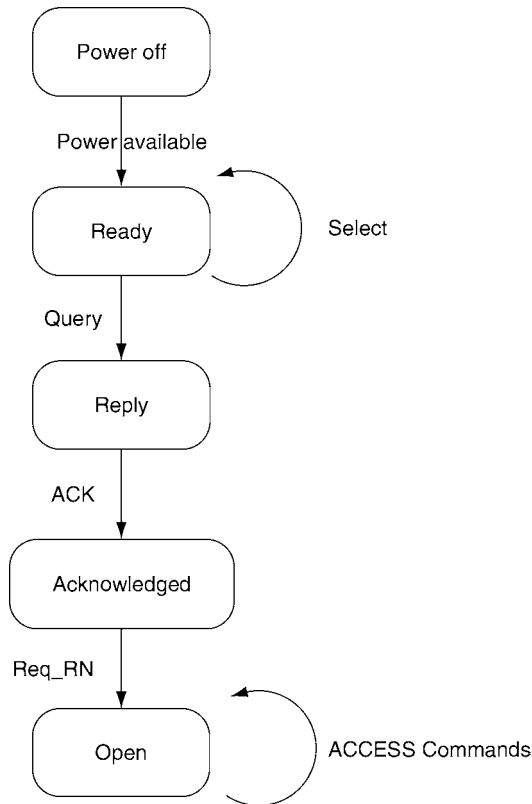 Power off
Power available
Ready
Select
Query
Reply
ACK
Acknowledged
Req_RN
Open
ACCESS Commands